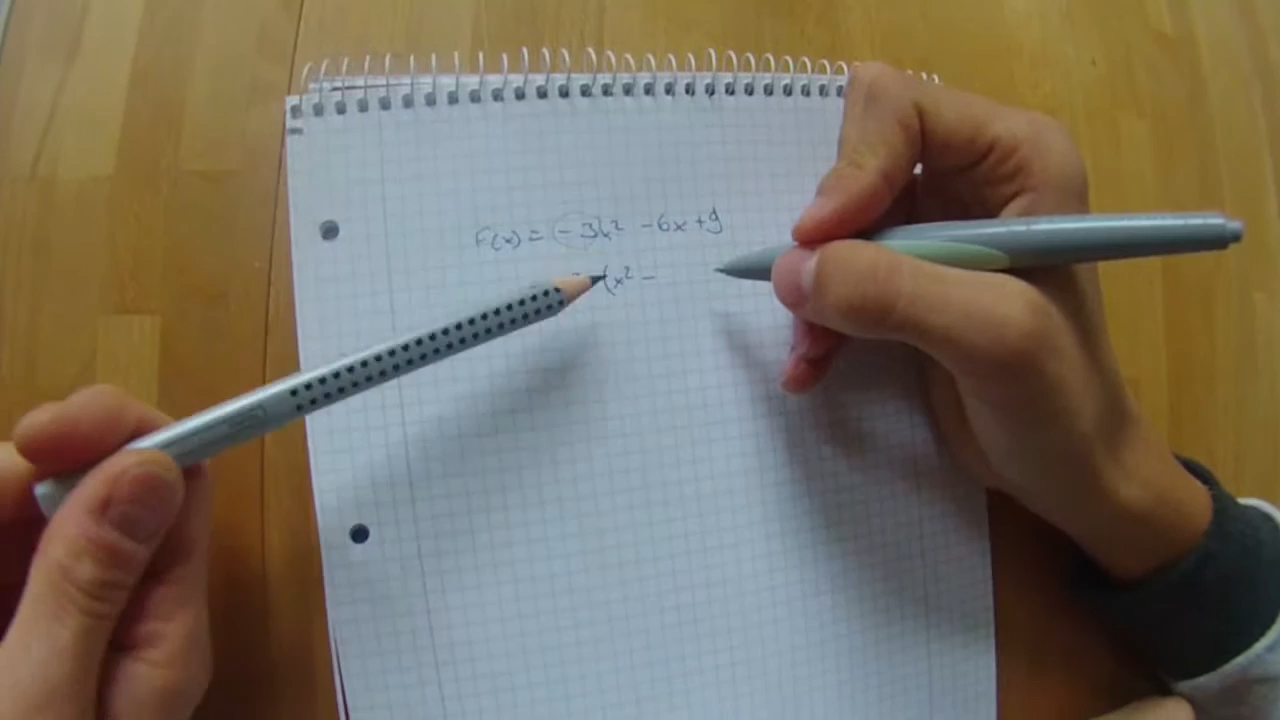 F(x) = -3x² -6x+9
(x² -